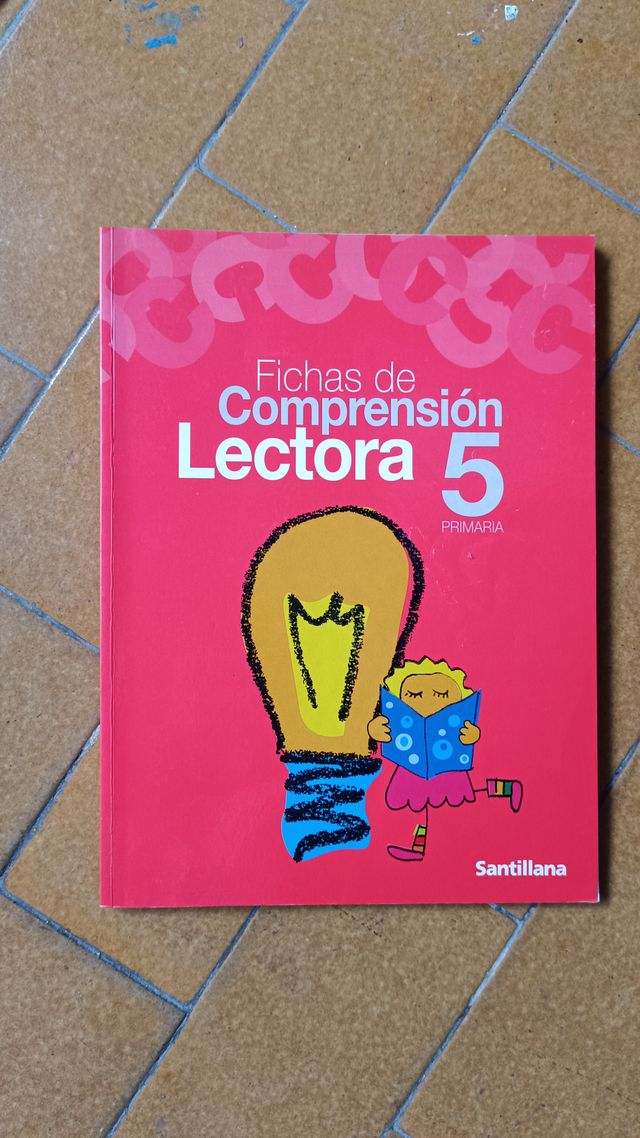 Fichas de
Comprensión
Lectora 5
PRIMARIA
Santillana